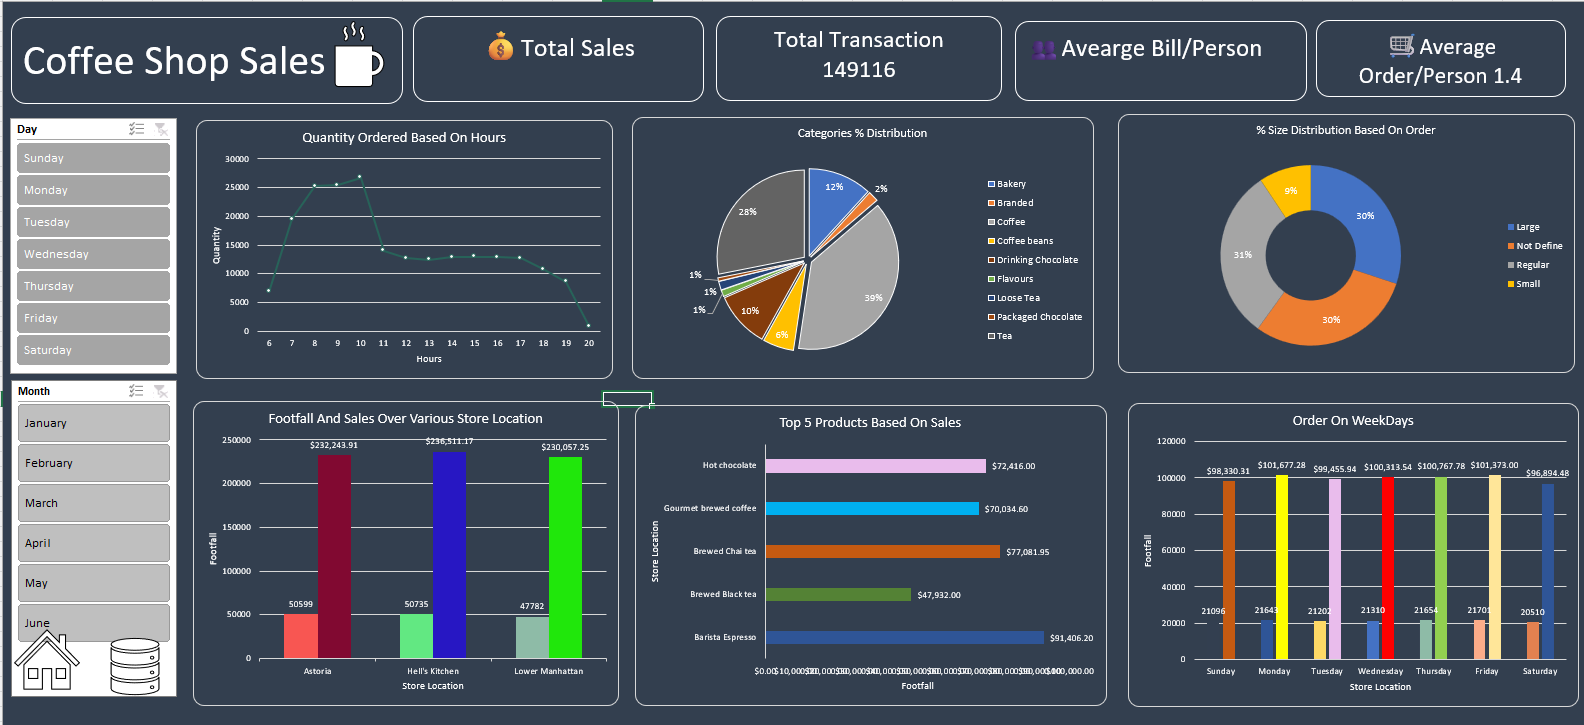 Coffee Shop Sales
Total Sales
Total Transaction
149116
Avearge Bill/Person
Average
Order/Person 1.4
Day
Sunday
Monday
Tuesday
Wednesday
Thursday
Friday
Saturday
Month
January
February
March
April
May
June
Quantity Ordered Based On Hours
30000
25000
20000
15000
10000
5000
0
Quantity
6 7 8 9 10 11 12 13 14 15 16 17 18 19 20
Hours
Categories % Distribution
12%
2%
28%
39%
1%
1%
1%
10%
6%
Bakery
Branded
Coffee
Coffee beans
Drinking Chocolate
Flavours
Loose Tea
Packaged Chocolate
Tea
% Size Distribution Based On Order
9%
30%
31%
30%
Large
Not Define
Regular
Small
Footfall And Sales Over Various Store Location
250000
200000
150000
100000
50000
0
Footfall
$232,243.91
$236,511.17
$230,057.25
50599
50735
47782
Astoria
Hell's Kitchen
Lower Manhattan
Store Location
Top 5 Products Based On Sales
Store Location
Hot chocolate
$72,416.00
Gourmet brewed coffee
$70,034.60
Brewed Chai tea
$77,081.95
Brewed Black tea
$47,932.00
Barista Espresso
$91,406.20
$0.00$10,000.00$20,000.00$30,000.00$40,000.00$50,000.00$60,000.00$70,000.00$80,000.00$90,000.00$100,000.00
Footfall
Order On WeekDays
120000
100000
80000
60000
40000
20000
0
Footfall
$98,330.31
$101,677.28
$99,455.94
$100,313.54
$100,767.78
$101,373.00
$96,894.48
21096
21643
21202
21310
21654
21701
20510
Sunday
Monday
Tuesday
Wednesday
Thursday
Friday
Saturday
Store Location